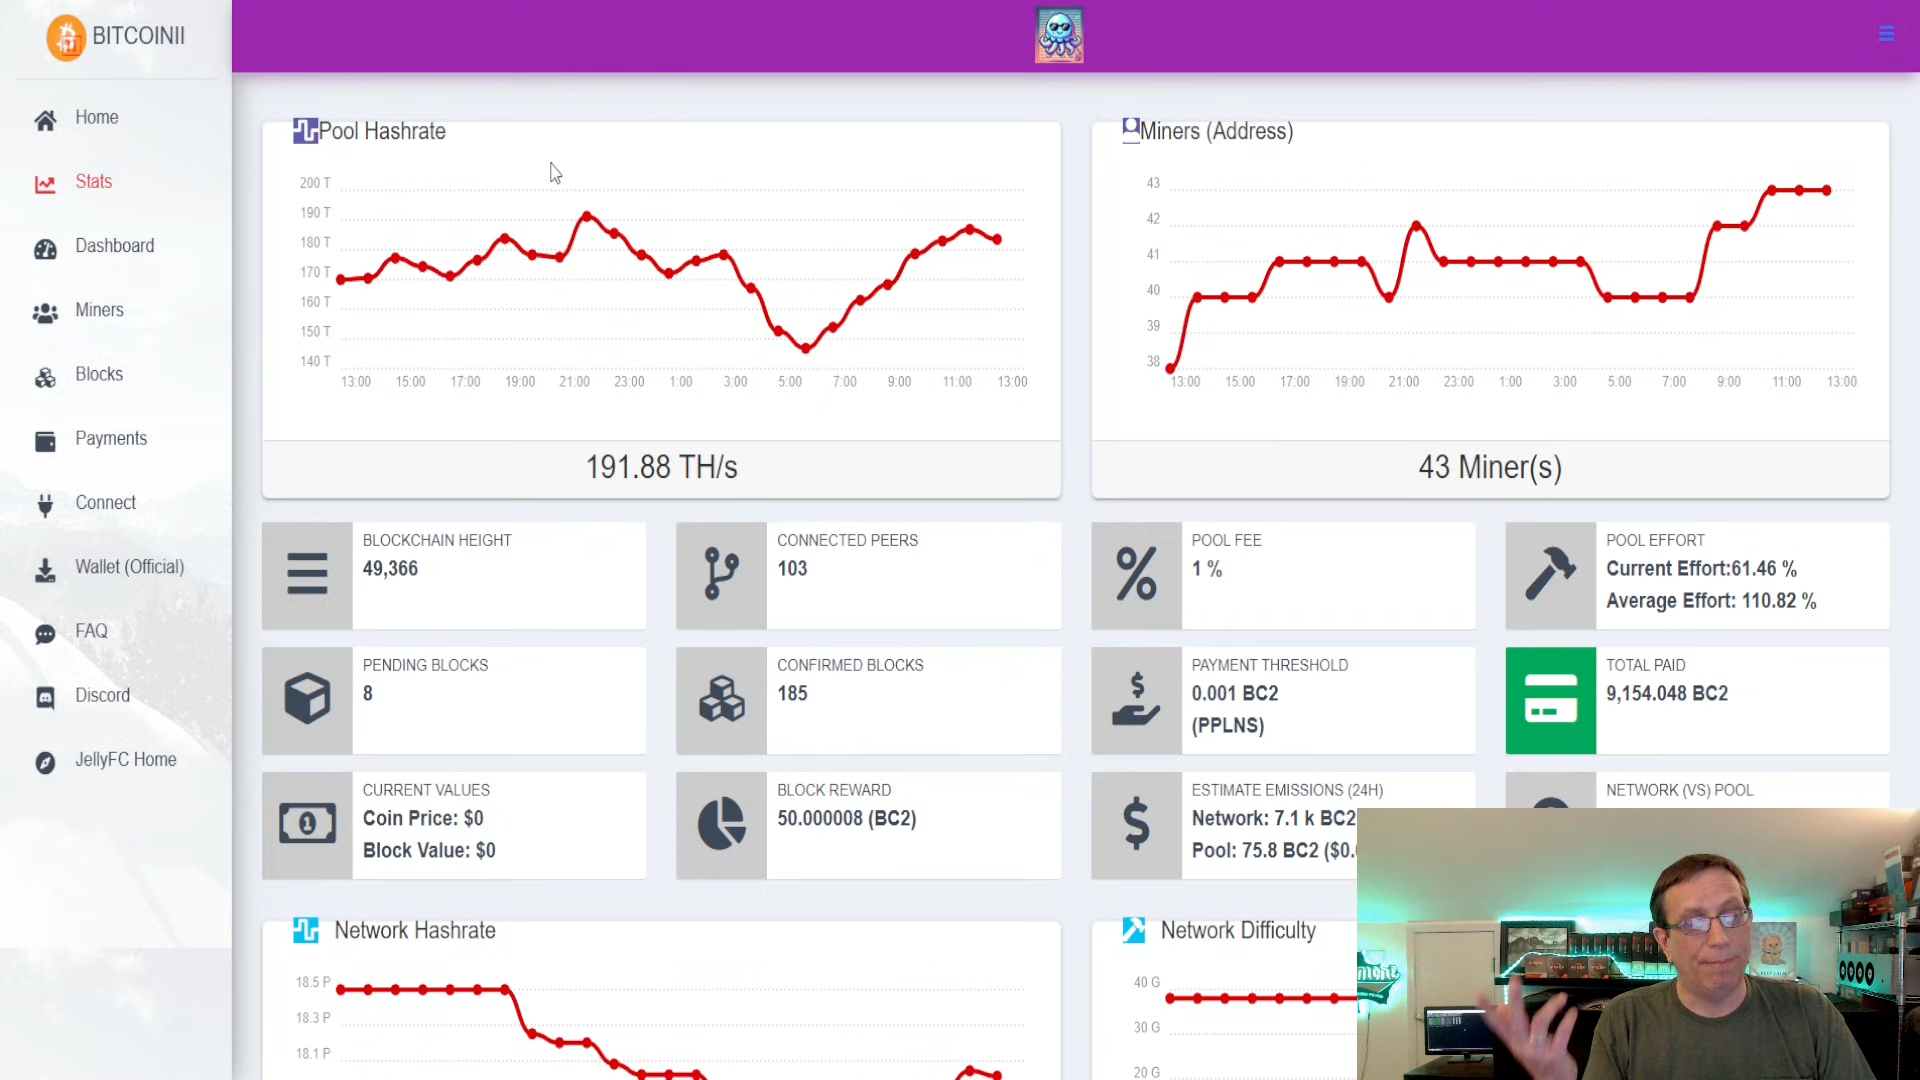 BITCOINII
Home
Stats
Dashboard
Miners
Blocks
Payments
Connect
Wallet (Official)
FAQ
Discord
JellyFC Home
Pool Hashrate
200 T
190 T
180 T
170 T
160 T
150 T
140 T
13:00 15:00 17:00 19:00 21:00 23:00 1:00 3:00 5:00 7:00 9:00 11:00 13:00
191.88 TH/s
Miners (Address)
43
42
41
40
39
38
13:00 15:00 17:00 19:00 21:00 23:00 1:00 3:00 5:00 7:00 9:00 11:00 13:00
43 Miner(s)
BLOCKCHAIN HEIGHT
49,366
CONNECTED PEERS
103
POOL FEE
1 %
POOL EFFORT
Current Effort:61.46 %
Average Effort: 110.82 %
PENDING BLOCKS
8
CONFIRMED BLOCKS
185
PAYMENT THRESHOLD
0.001 BC2
(PPLNS)
TOTAL PAID
9,154.048 BC2
CURRENT VALUES
Coin Price: $0
Block Value: $0
BLOCK REWARD
50.000008 (BC2)
ESTIMATE EMISSIONS (24H)
Network: 7.1 k BC2
Pool: 75.8 BC2 ($0.
NETWORK (VS) POOL
Network Hashrate
18.5 P
18.3 P
18.1 P
Network Difficulty
40 G
30 G
20 G